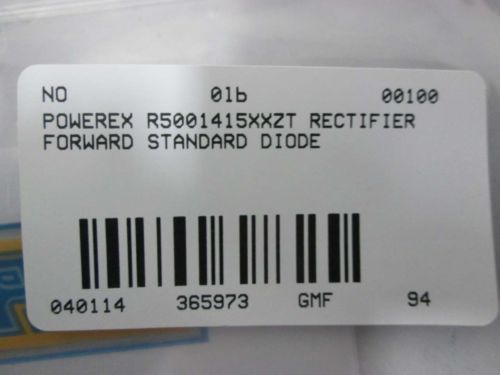 NO 01b 00100
POWEREX R5001415XXZT RECTIFIER
FORWARD STANDARD DIODE
040114 365973 GMF 94